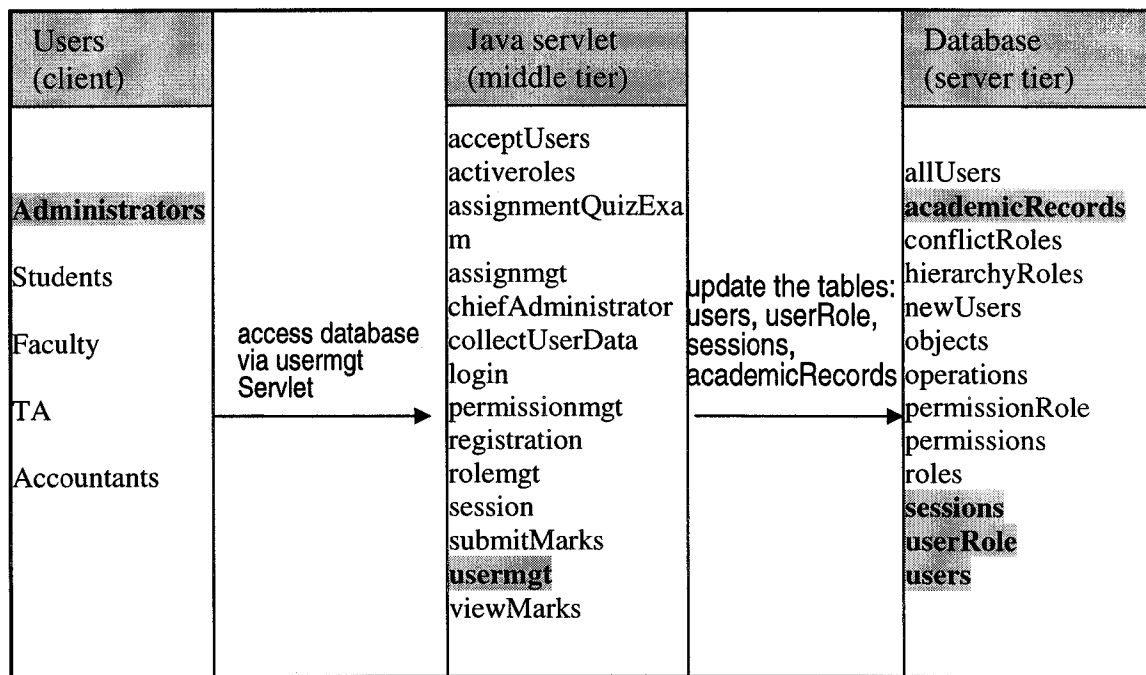 Users
(client)
Administrators
Students
Faculty
TA
Accountants
access database
via usermgt
Servlet
Java servlet
(middle tier)
acceptUsers
activeroles
assignmentQuizExa
m
assignmgt
chiefAdministrator
collectUserData
login
permissionmgt
registration
rolemgt
session
submitMarks
usermgt
viewMarks
update the tables:
users, userRole,
sessions,
academicRecords
Database
(server tier)
allUsers
academicRecords
conflictRoles
hierarchyRoles
newUsers
objects
operations
permissionRole
permissions
roles
sessions
userRole
users